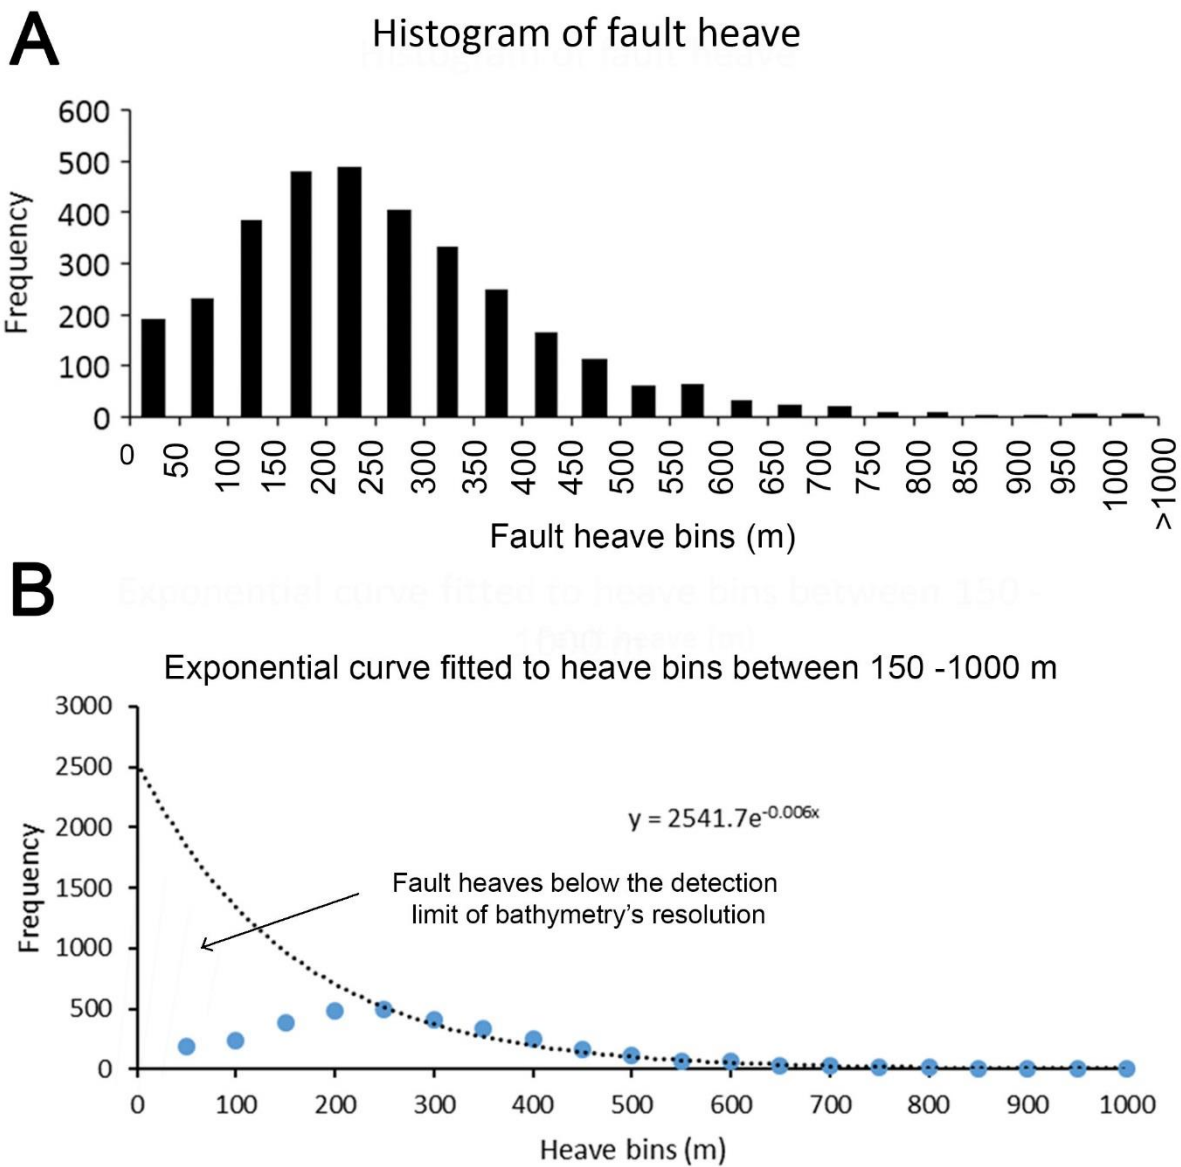 A
Histogram of fault heave
600
500
400
300
200
100
0
Frequency
0 50 100 150 200 250 300 350 400 450 500 550 600 650 700 750 800 850 900 950 1000 >1000
Fault heave bins (m)
B
Exponential curve fitted to heave bins between 150 -1000 m
3000
2500
2000
1500
1000
500
0
Frequency
y = 2541.7e^-0.006x
Fault heaves below the detection
limit of bathymetry's resolution
0 100 200 300 400 500 600 700 800 900 1000
Heave bins (m)